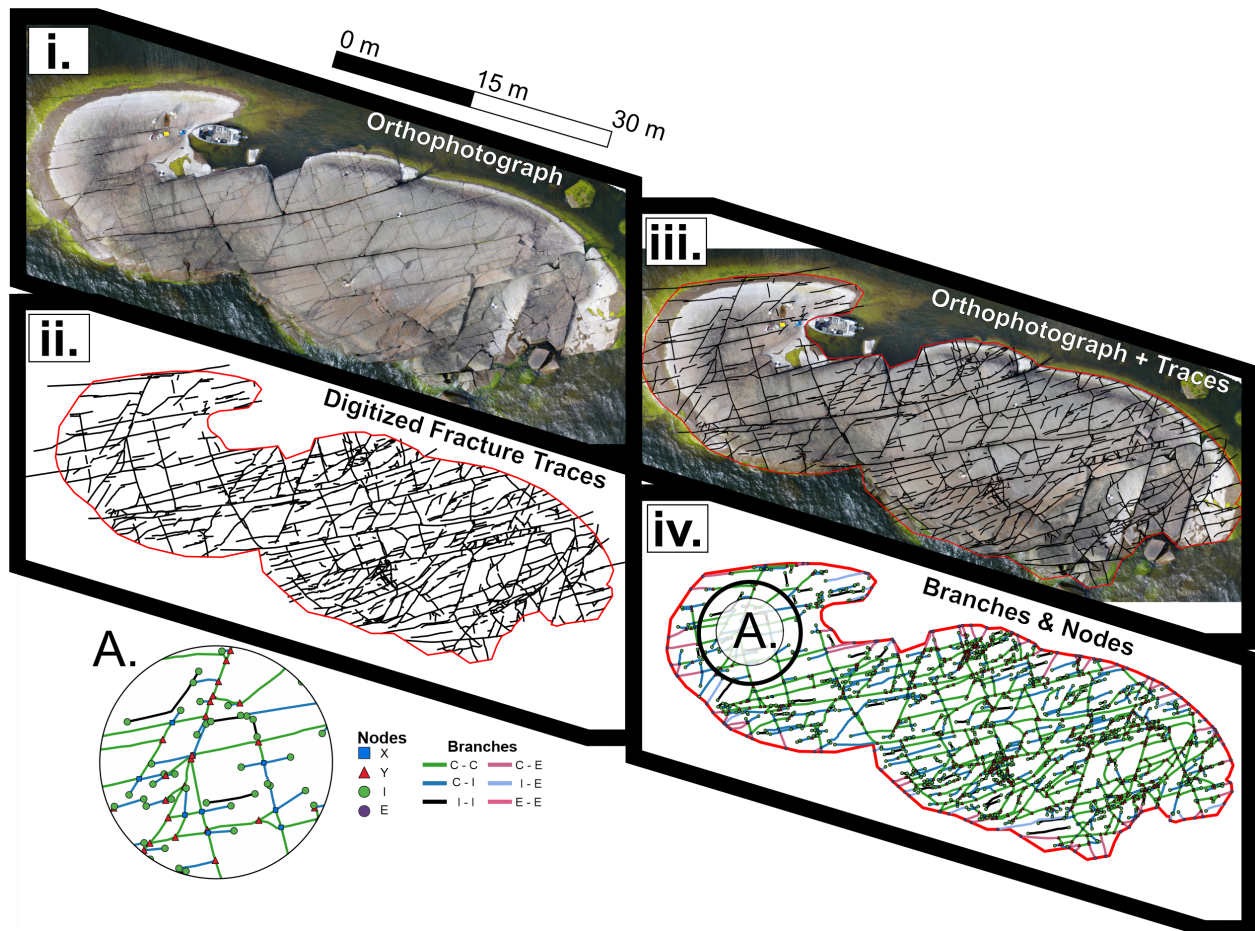 i.
0 m
15 m
30 m
Orthophotograph
ii.
Digitized Fracture Traces
iii.
Orthophotograph + Traces
iv.
Branches & Nodes
A.
A.
Nodes
X
Y
I
E
Branches
C - C
C - E
C - I
I - E
I - I
E - E